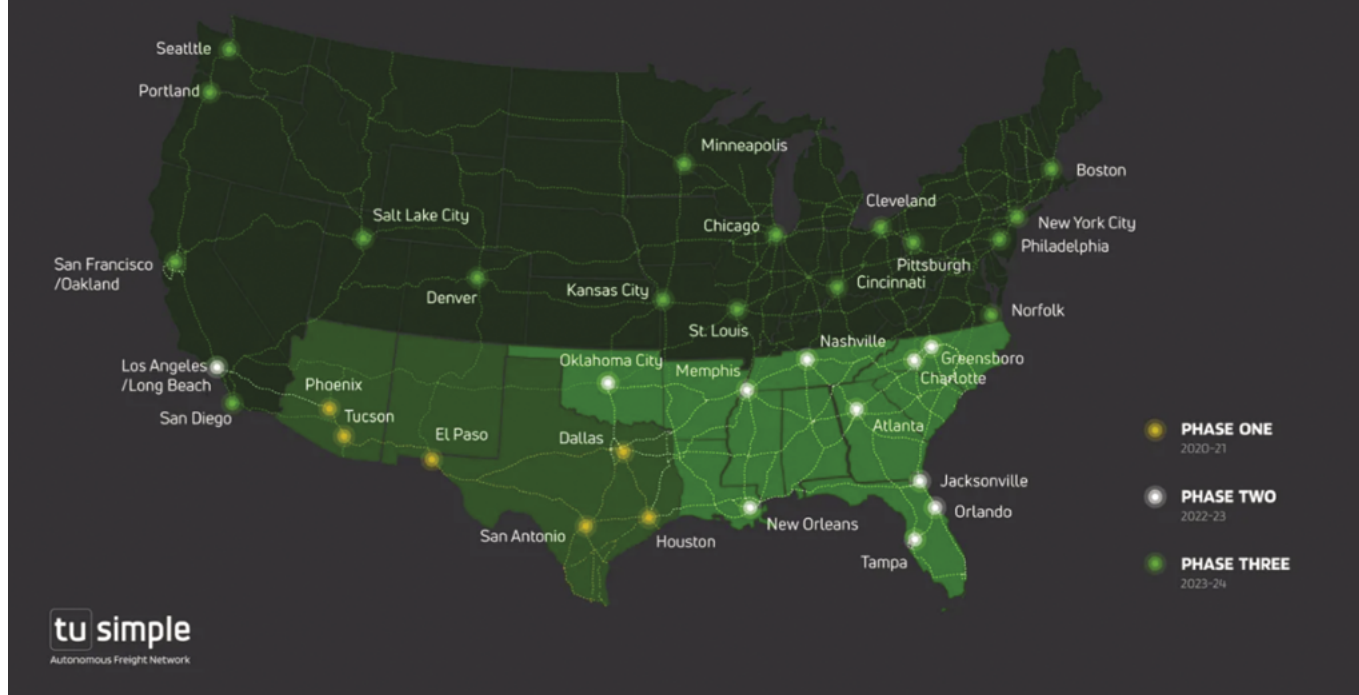 Seatltle
Portland
Minneapolis
Boston
Cleveland
Salt Lake City
Chicago
New York City
Philadelphia
San Francisco
/Oakland
Pittsburgh
Cincinnati
Denver
Kansas City
St. Louis
Norfolk
Nashville
Los Angeles
/Long Beach
Oklahoma City
Memphis
Greensboro
Charlotte
Phoenix
San Diego
Tucson
El Paso
Dallas
Atlanta
PHASE ONE
2020-21
Jacksonville
PHASE TWO
2022-23
Orlando
New Orleans
San Antonio
Houston
Tampa
PHASE THREE
2023-24
tu simple
Autonomous Freight Network